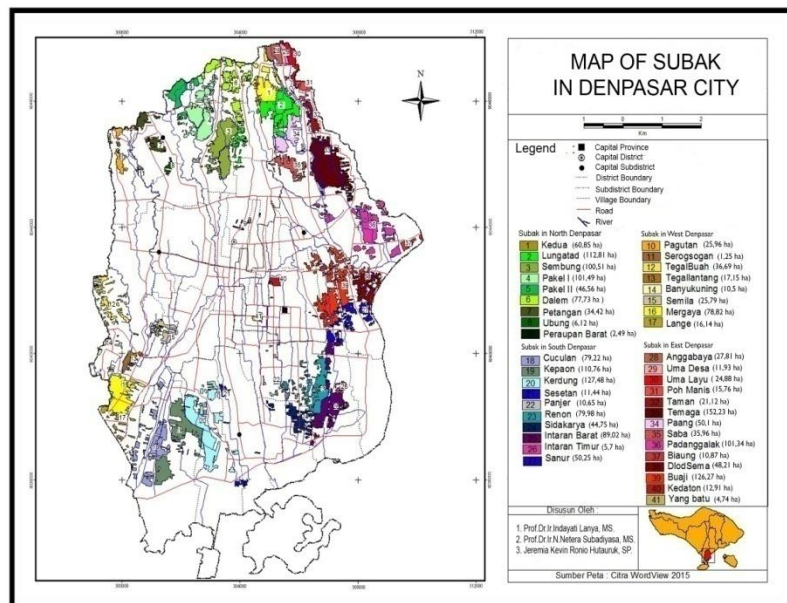 MAP OF SUBAK
IN DENPASAR CITY
N
1 0 1 2
Km
Legend
Capital Province
Capital District
Capital Subdistrict
District Boundary
Subdistrict Boundary
Village Boundary
Road
River
Subak in North Denpasar
1 Kedua (60,85 ha)
2 Lungatad (112,81 ha)
3 Sembung (100,51 ha)
4 Pakel I (101,49 ha)
5 Pakel II (46,56 ha)
6 Dalem (77,73 ha)
7 Petangan (34,42 ha)
Ubung (6,12 ha)
Peraupan Barat (2,49 ha)
Subak in West Denpasar
10 Pagutan (25,96 ha)
11 Serogsogan (1,25 ha)
12 TegalBuah (36,69 ha)
13 Tegallantang (17,15 ha)
14 Banyukuning (10,5 ha)
15 Semila (25,79 ha)
16 Mergaya (78,82 ha)
17 Lange (16,14 ha)
Subak in South Denpasar
18 Cuculan (79,22 ha)
19 Kepaon (110,76 ha)
20 Kerdung (127,48 ha)
Sesetan (11,44 ha)
22 Panjer (10,65 ha)
23 Renon (79,98 ha)
Sidakarya (44,75 ha)
Intaran Barat (89,02 ha)
26 Intaran Timur (5,7 ha)
Sanur (50,25 ha)
Subak in East Denpasar
28 Anggabaya (27,81 ha)
29 Uma Desa (11,93 ha)
30 Uma Layu (24,88 ha)
31 Poh Manis (15,76 ha)
Taman (21,12 ha)
Temaga (152,23 ha)
34 Paang (50,1 ha)
35 Saba (35,96 ha)
36 Padanggalak (101,34 ha)
37 Biaung (10,87 ha)
DlodSema (48,21 ha)
39 Buaji (126,27 ha)
40 Kedaton (12,91 ha)
41 Yang batu (4,74 ha)
Disusun Oleh :
1. Prof.Dr.Ir.Indayati Lanya, MS.
2. Prof.Dr.Ir.N.Netera Subadiyasa, MS.
3. Jeremia Kevin Ronio Hutauruk, SP.
Sumber Peta : Citra WordView 2015